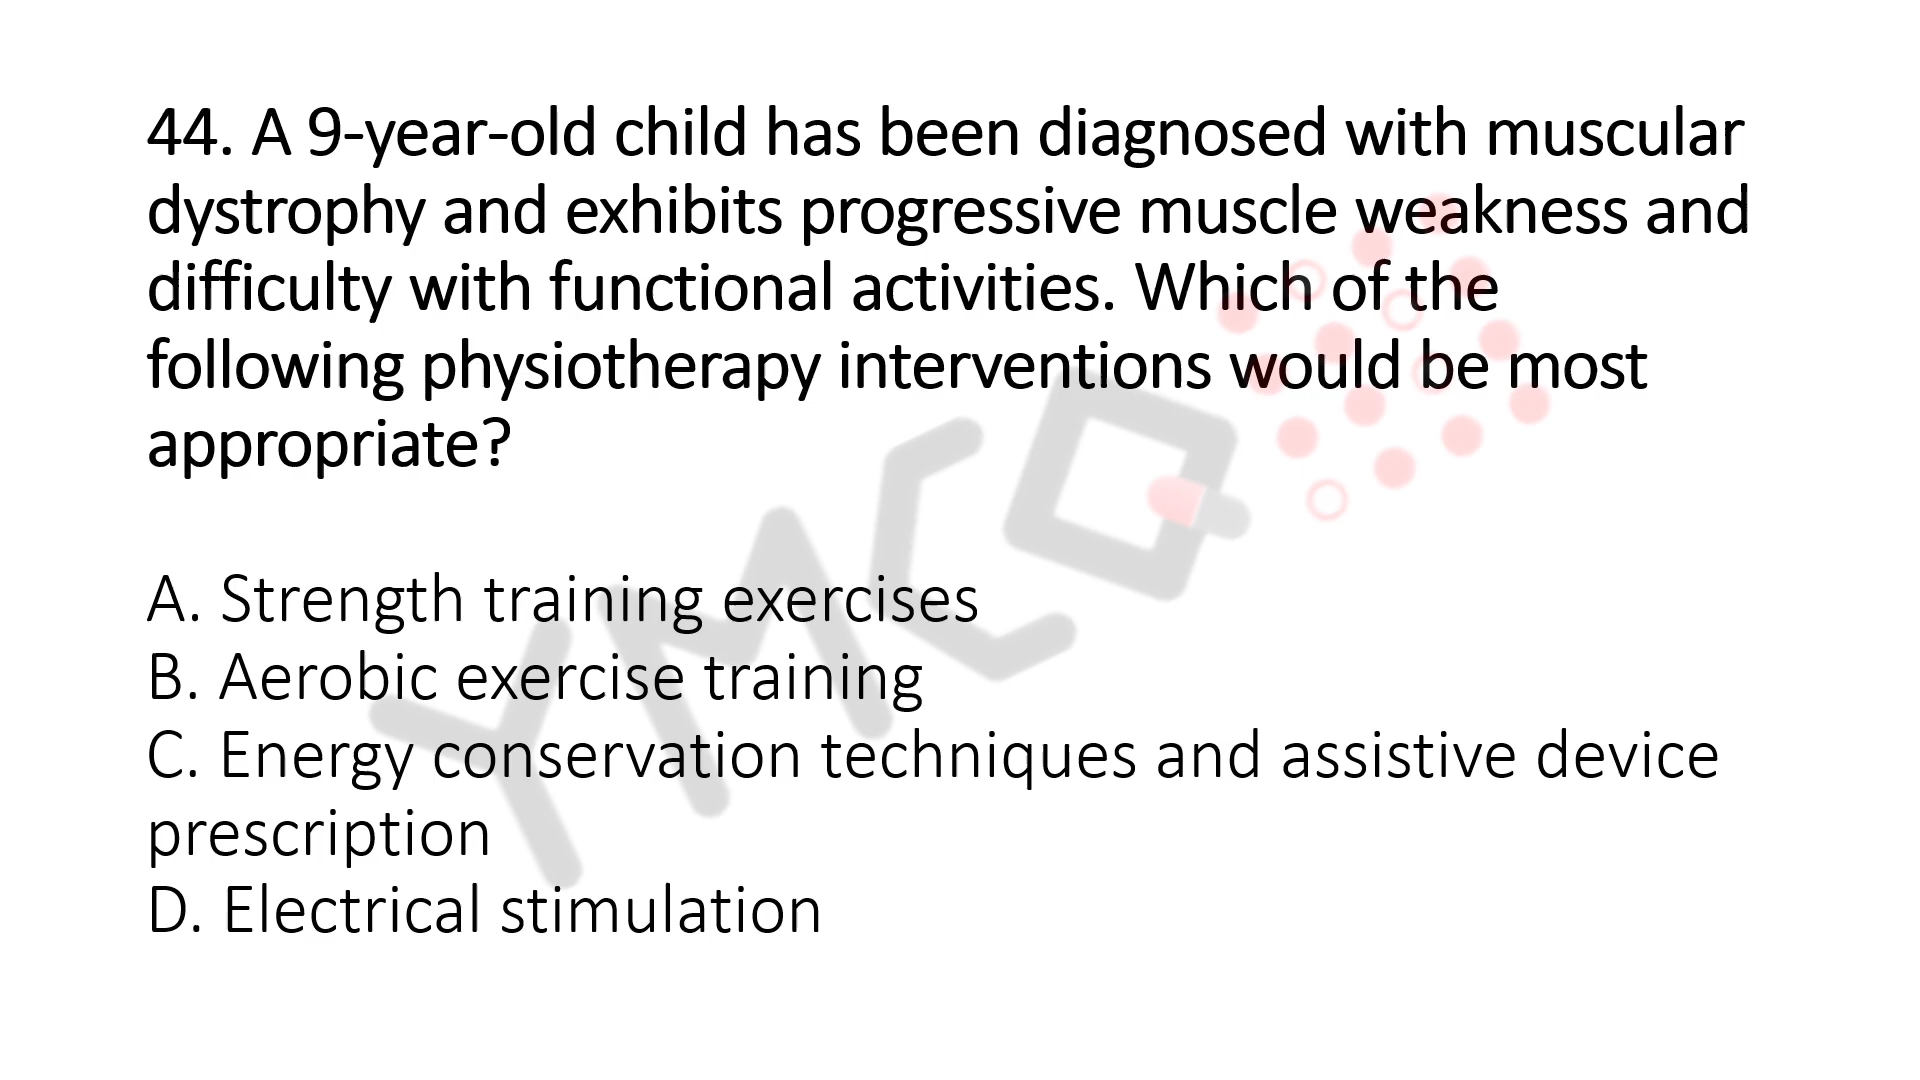 44. A 9-year-old child has been diagnosed with muscular
dystrophy and exhibits progressive muscle weakness and
difficulty with functional activities. Which of the
following physiotherapy interventions would be most
appropriate?
A. Strength training exercises
B. Aerobic exercise training
C. Energy conservation techniques and assistive device
prescription
D. Electrical stimulation
YMCQ